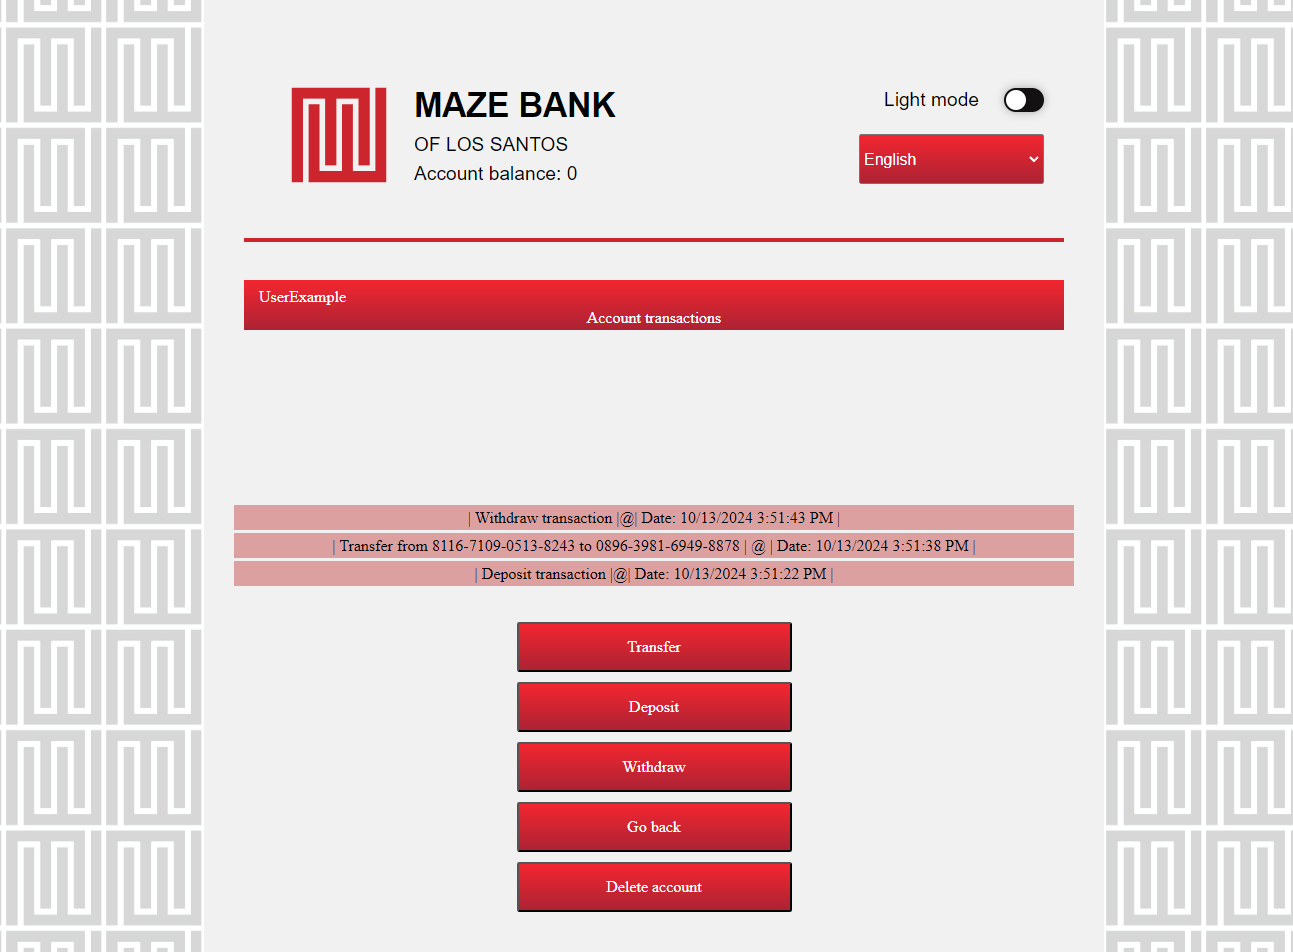 MAZE BANK
OF LOS SANTOS
Account balance: 0
Light mode
English
UserExample
Account transactions
| Withdraw transaction |@| Date: 10/13/2024 3:51:43 PM |
| Transfer from 8116-7109-0513-8243 to 0896-3981-6949-8878 | @ | Date: 10/13/2024 3:51:38 PM |
| Deposit transaction |@| Date: 10/13/2024 3:51:22 PM |
Transfer
Deposit
Withdraw
Go back
Delete account